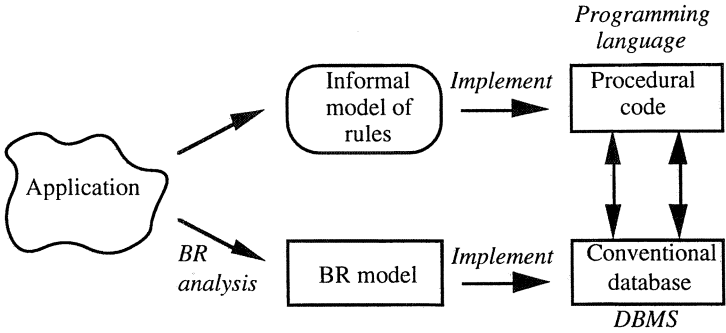 Programming
language
Informal
model of
rules
Implement
Procedural
code
Application
BR
analysis
BR model
Implement
Conventional
database
DBMS